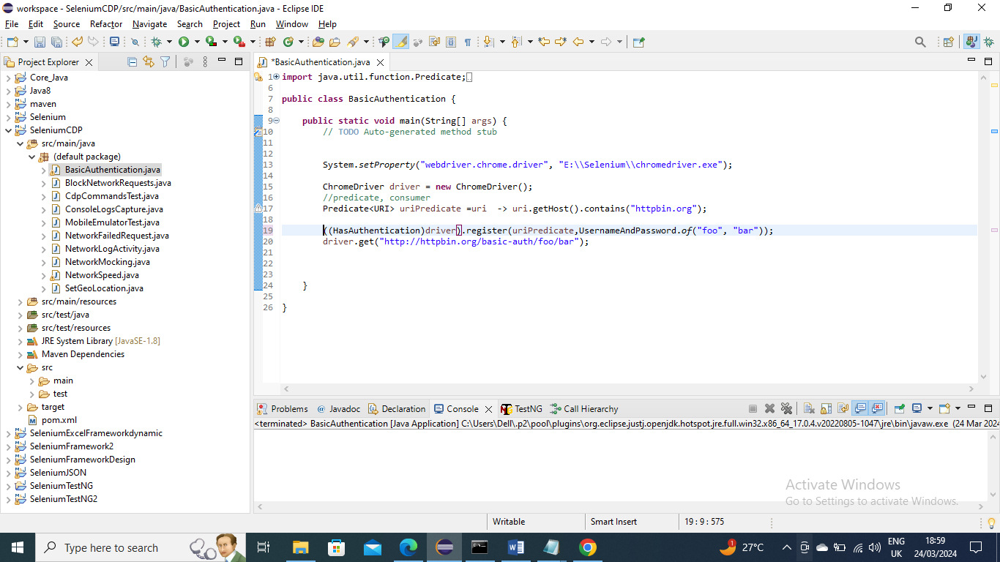 workspace - SeleniumCDP/src/main/java/BasicAuthentication.java - Eclipse IDE
File Edit Source Refactor Navigate Search Project Run Window Help
Project Explorer
*BasicAuthentication.java
Core_Java
Java8
maven
Selenium
SeleniumCDP
src/main/java
(default package)
BasicAuthentication.java
BlockNetworkRequests.java
CdpCommandsTest.java
ConsoleLogsCapture.java
MobileEmulatorTest.java
NetworkFailedRequest.java
NetworkLogActivity.java
NetworkMocking.java
NetworkSpeed.java
SetGeoLocation.java
src/main/resources
src/test/java
src/test/resources
JRE System Library [JavaSE-1.8]
Maven Dependencies
src
main
test
target
pom.xml
SeleniumExcelFrameworkdynamic
SeleniumFramework2
SeleniumFrameworkDesign
SeleniumJSON
SeleniumTestNG
SeleniumTestNG2
1 import java.util.function.Predicate;
6
7 public class BasicAuthentication {
8
9 public static void main(String[] args) {
10 // TODO Auto-generated method stub
11
12
13 System.setProperty("webdriver.chrome.driver", "E:\\Selenium\\chromedriver.exe");
14
15 ChromeDriver driver = new ChromeDriver();
16 //predicate, consumer
17 Predicate<URI> uriPredicate =uri  -> uri.getHost().contains("httpbin.org");
18
19 ((HasAuthentication)driver).register(uriPredicate,UsernameAndPassword.of("foo", "bar"));
20 driver.get("http://httpbin.org/basic-auth/foo/bar");
21
22
23
24 }
25
26 }
Problems @ Javadoc Declaration Console TestNG Call Hierarchy
<terminated> BasicAuthentication [Java Application] C:\Users\Dell\.p2\pool\plugins\org.eclipse.justj.openjdk.hotspot.jre.full.win32.x86_64_17.0.4.v20220805-1047\jre\bin\javaw.exe (24 Mar 2024
Activate Windows
Go to Settings to activate Windows.
Writable Smart Insert 19 : 9 : 575
Type here to search
27°C
ENG
UK
18:59
24/03/2024